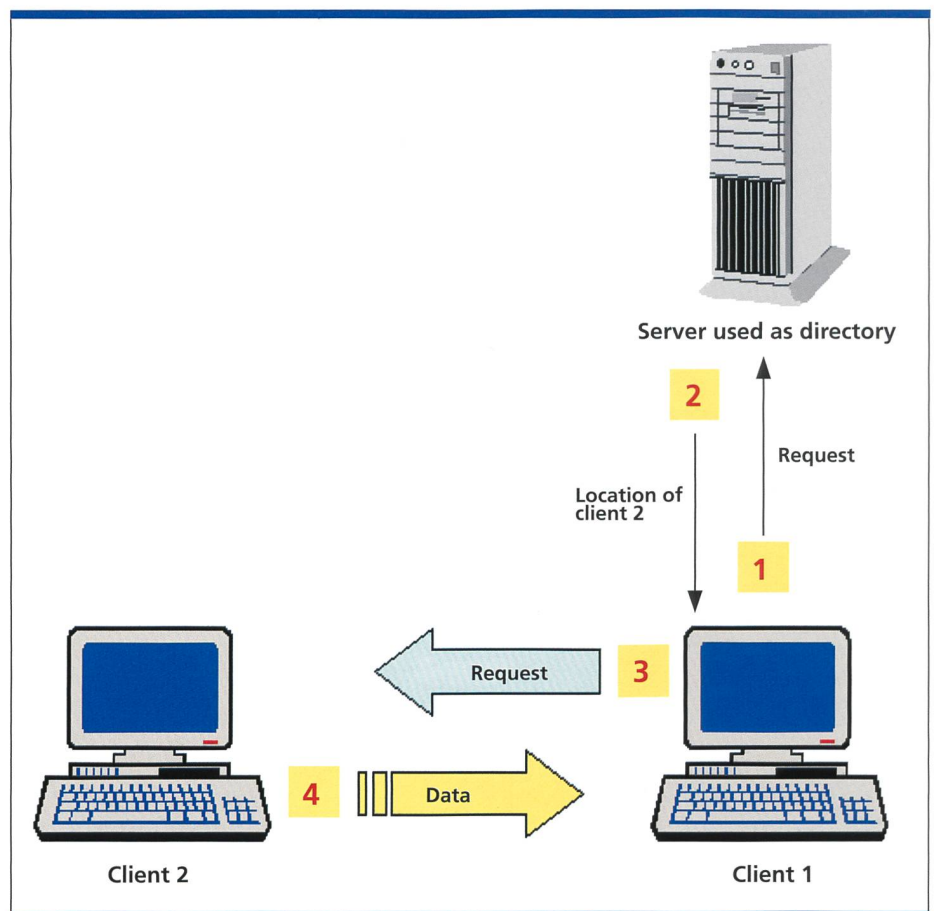 Server used as directory
2
Request
Location of
client 2
1
Request
3
4
Data
Client 2
Client 1